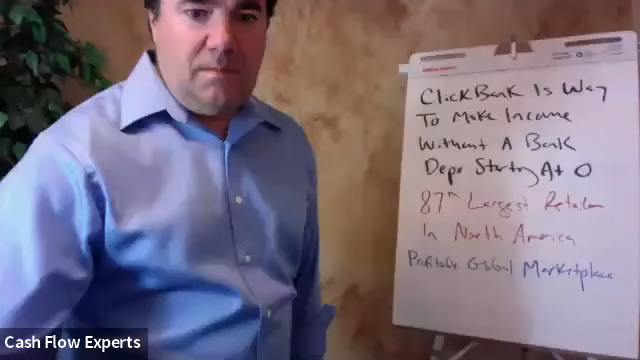 ClickBank Is Way
To Make Income
Without A Bank
Depo Starting At 0
87th Largest Retailer
In North America
Profitable Global Marketplace
Cash Flow Experts